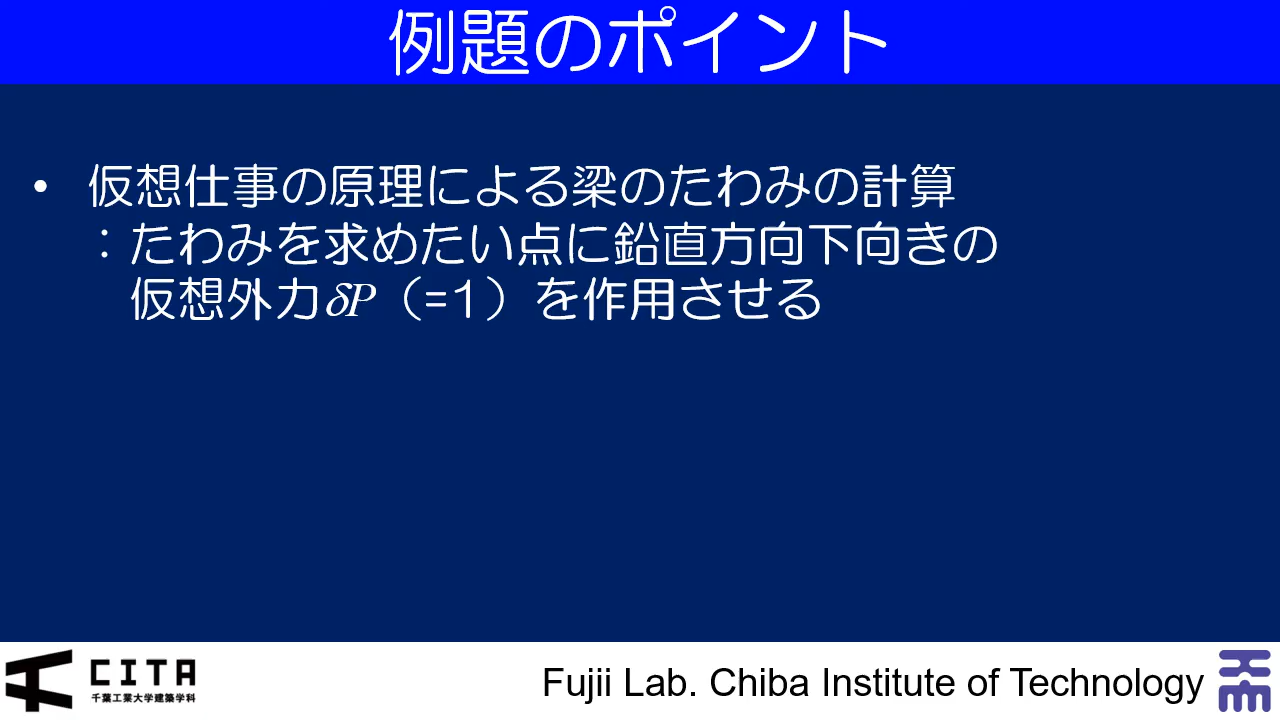 例題のポイント
• 仮想仕事の原理による梁のたわみの計算
：たわみを求めたい点に鉛直方向下向きの
仮想外力δP（=1）を作用させる
CITA
千葉工業大学建築学科
Fujii Lab. Chiba Institute of Technology